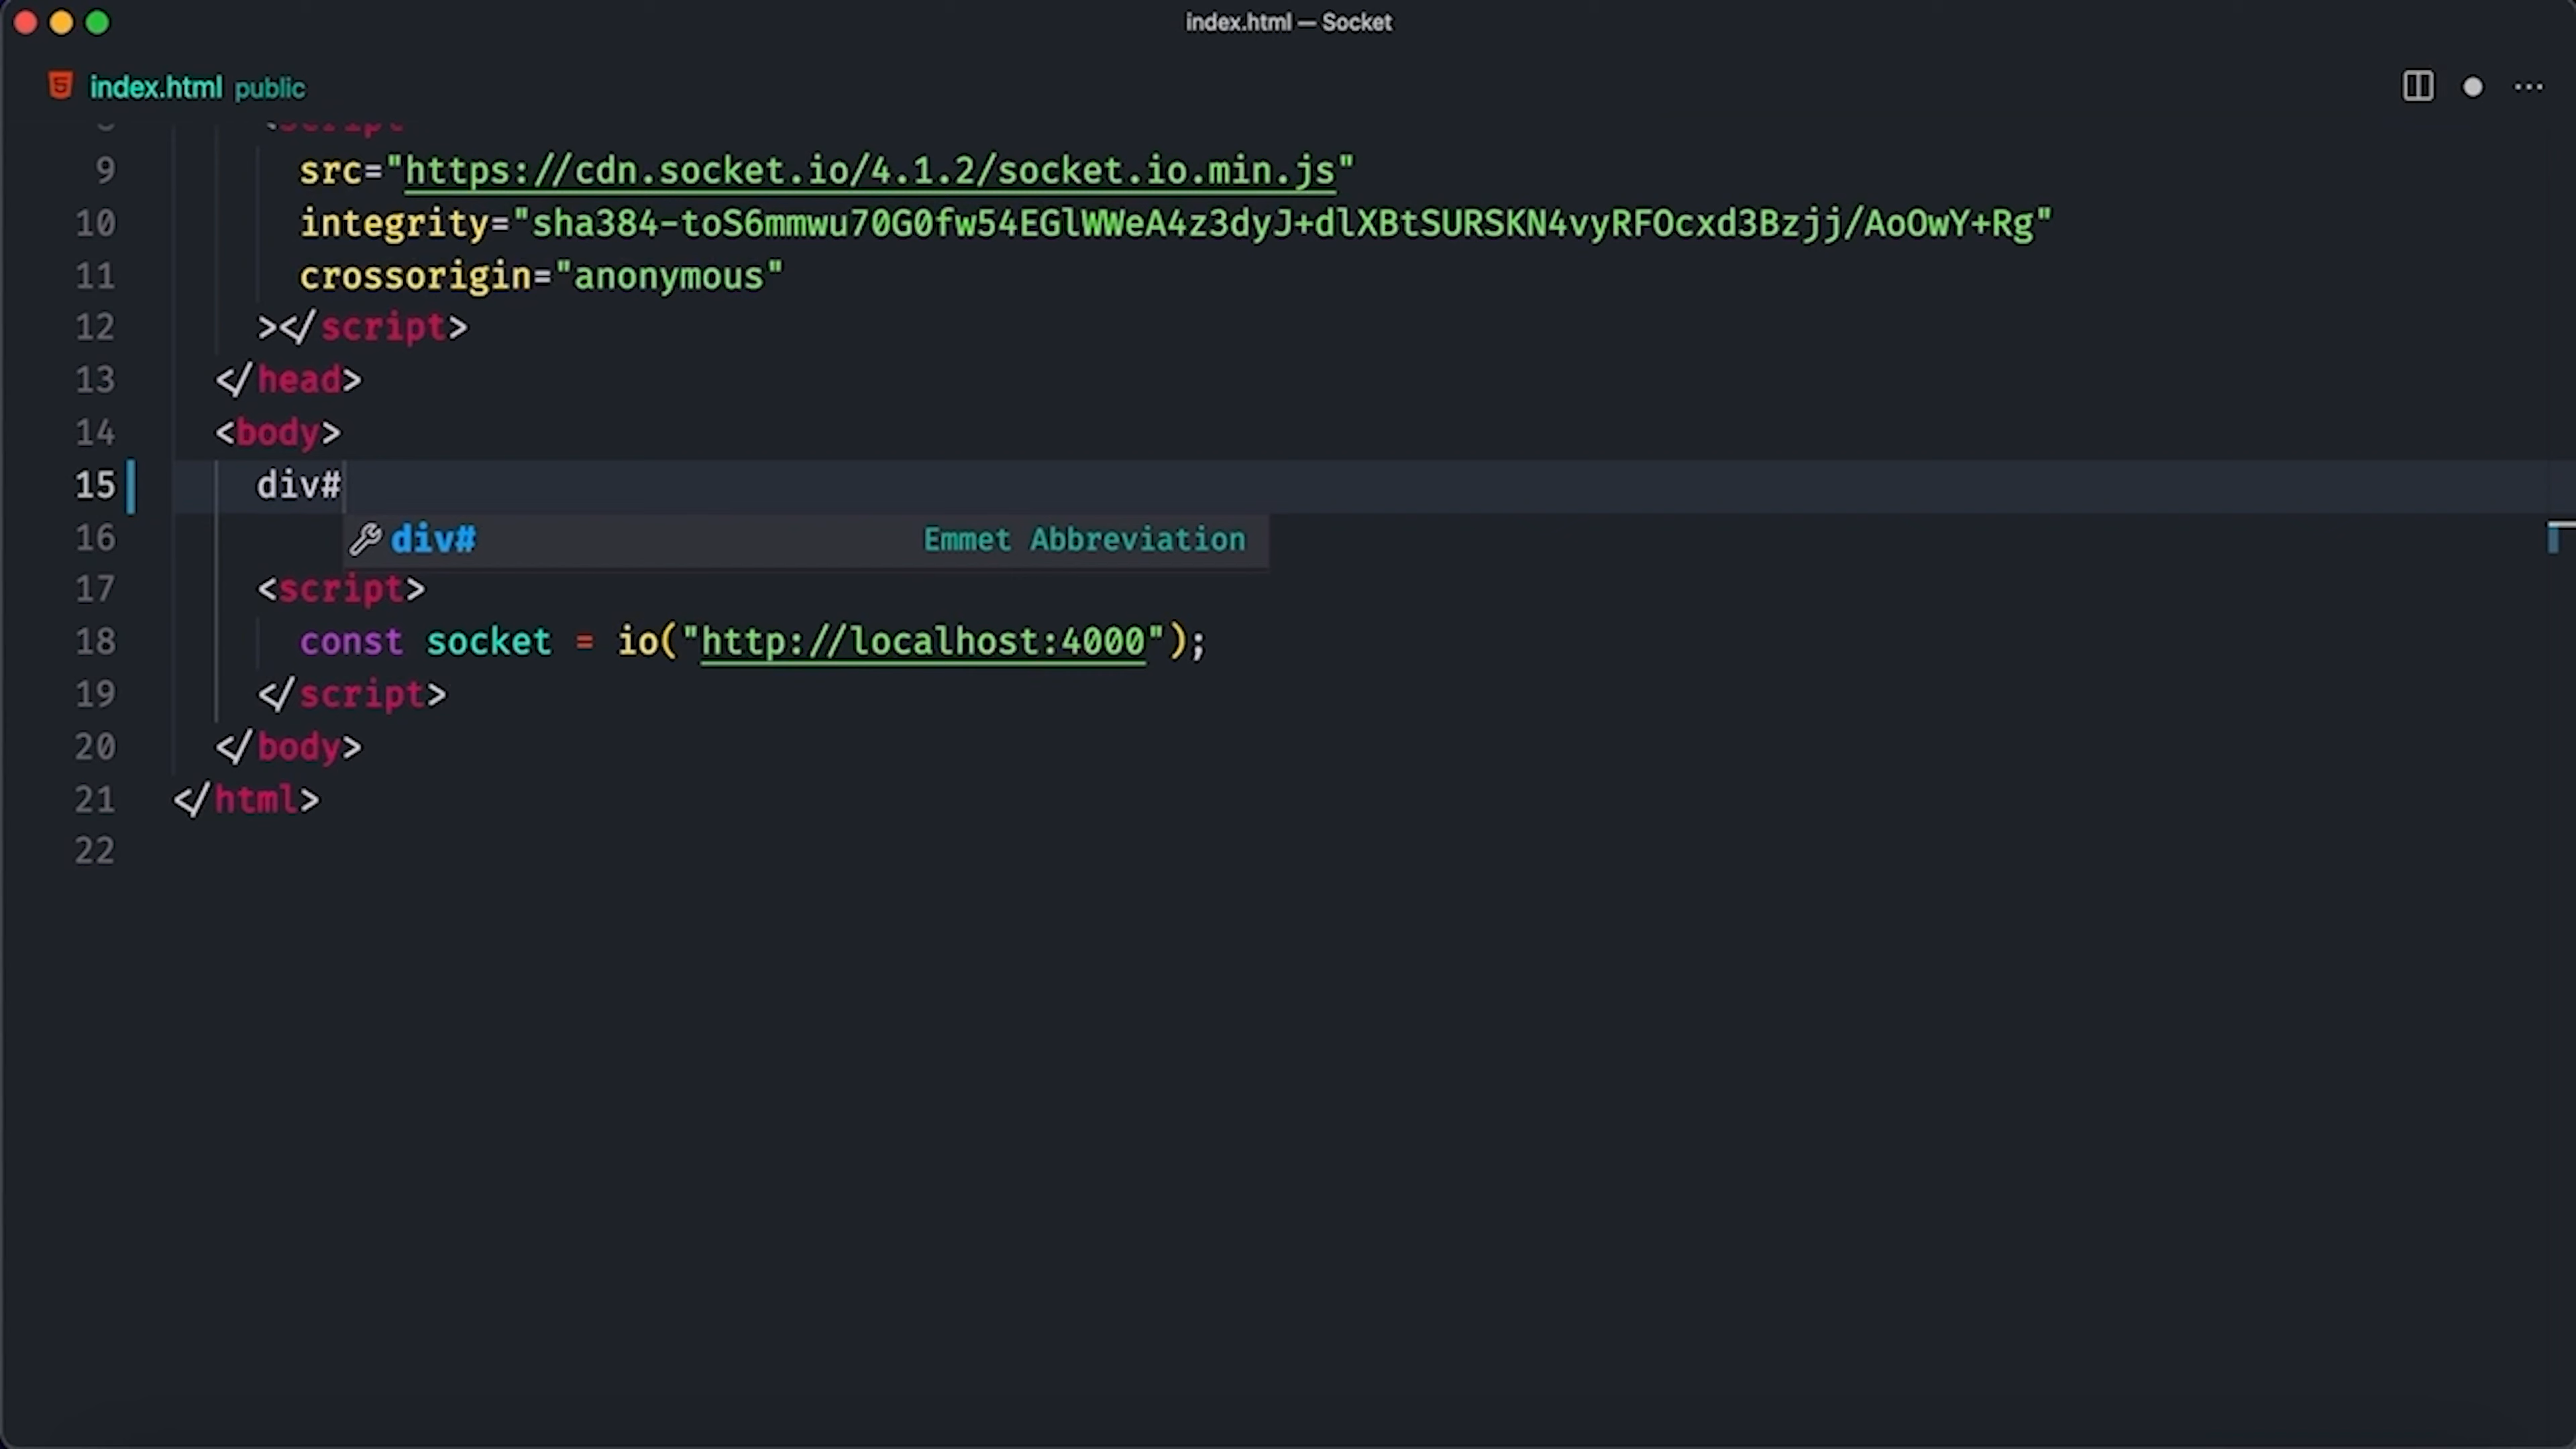 index.html — Socket
index.html public
8 <script
9 src="https://cdn.socket.io/4.1.2/socket.io.min.js"
10 integrity="sha384-toS6mmwu70G0fw54EGlWWeA4z3dyJ+dlXBtSURSKN4vyRFOcxd3Bzjj/AoOwY+Rg"
11 crossorigin="anonymous"
12 ></script>
13 </head>
14 <body>
15 div#
16
div# Emmet Abbreviation
17 <script>
18 const socket = io("http://localhost:4000");
19 </script>
20 </body>
21 </html>
22